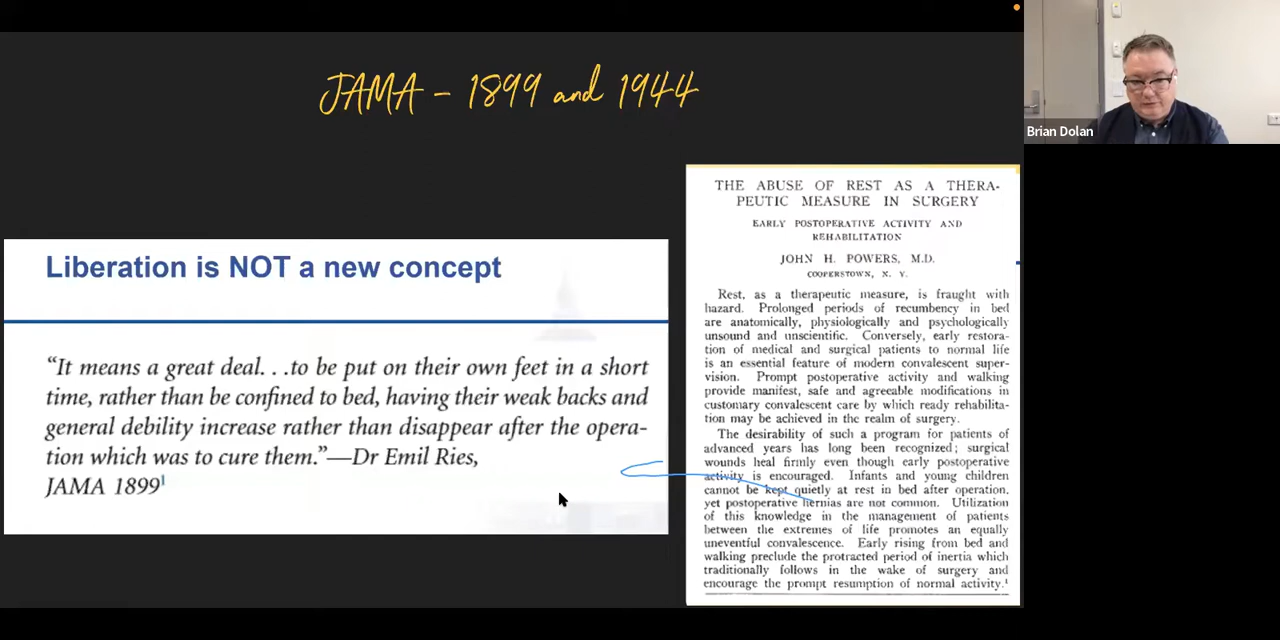 JAMA - 1899 and 1944
Brian Dolan
Liberation is NOT a new concept
“It means a great deal. . .to be put on their own feet in a short
time, rather than be confined to bed, having their weak backs and
general debility increase rather than disappear after the opera-
tion which was to cure them.”—Dr Emil Ries,
JAMA 1899¹
THE ABUSE OF REST AS A THERA-
PEUTIC MEASURE IN SURGERY
EARLY POSTOPERATIVE ACTIVITY AND
REHABILITATION
JOHN H. POWERS, M.D.
COOPERSTOWN, N. Y.
Rest, as a therapeutic measure, is fraught with
hazard. Prolonged periods of recumbency in bed
are anatomically, physiologically and psychologically
unsound and unscientific. Conversely, early restora-
tion of medical and surgical patients to normal life
is an essential feature of modern convalescent super-
vision. Prompt postoperative activity and walking
provide manifest, safe and agreeable modifications in
customary convalescent care by which ready rehabilita-
tion may be achieved in the realm of surgery.
The desirability of such a program for patients of
advanced years has long been recognized; surgical
wounds heal firmly even though early postoperative
activity is encouraged. Infants and young children
cannot be kept quietly at rest in bed after operation,
yet postoperative hernias are not common. Utilization
of this knowledge in the management of patients
between the extremes of life promotes an equally
uneventful convalescence. Early rising from bed and
walking preclude the protracted period of inertia which
traditionally follows in the wake of surgery and
encourage the prompt resumption of normal activity.¹